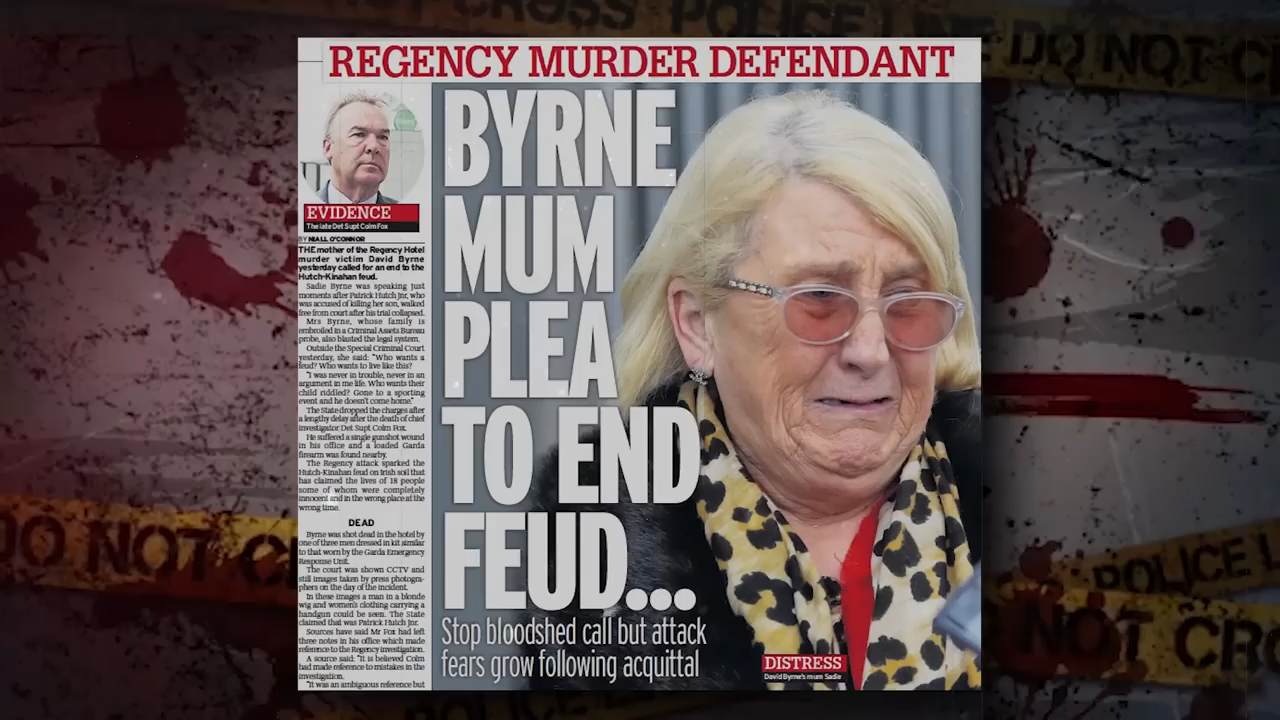 NOT CROSS POLICE LINE DO NOT C
REGENCY MURDER DEFENDANT
EVIDENCE
The late Det Supt Colm Fox
BY NIALL O'CONNOR
THE mother of the Regency Hotel
murder victim David Byrne
yesterday called for an end to the
Hutch-Kinahan feud.
Sadie Byrne was speaking just
moments after Patrick Hutch Jnr, who
was accused of killing her son, walked
free from court after his trial collapsed.
Mrs Byrne, whose family is
embroiled in a Criminal Assets Bureau
probe, also blasted the legal system.
Outside the Special Criminal Court
yesterday, she said: "Who wants a
feud? Who wants to live like this?
"I was never in trouble, never in an
argument in me life. Who wants their
child riddled? Gone to a sporting
event and he doesn't come home."
The State dropped the charges after
a lengthy delay after the death of chief
investigator Det Supt Colm Fox.
He suffered a single gunshot wound
in his office and a loaded Garda
firearm was found nearby.
The Regency attack sparked the
Hutch-Kinahan feud on Irish soil that
has claimed the lives of 18 people
some of whom were completely
innocent and in the wrong place at the
wrong time.
DEAD
Byrne was shot dead in the hotel by
one of three men dressed in kit similar
to that worn by the Garda Emergency
Response Unit.
The court was shown CCTV and
still images taken by press photogra-
phers on the day of the incident.
In these images a man in a blonde
wig and women's clothing carrying a
handgun could be seen. The State
claimed that was Patrick Hutch Jnr.
Sources have said Mr Fox had left
three notes in his office which made
reference to the Regency investigation.
A source said: "It is believed Colm
had made reference to mistakes in the
investigation.
"It was an ambiguous reference but
BYRNE
MUM
PLEA
TO END
FEUD...
Stop bloodshed call but attack
fears grow following acquittal
DISTRESS
David Byrne's mum Sadie
DO NOT C
POLICE L
NOT CRO